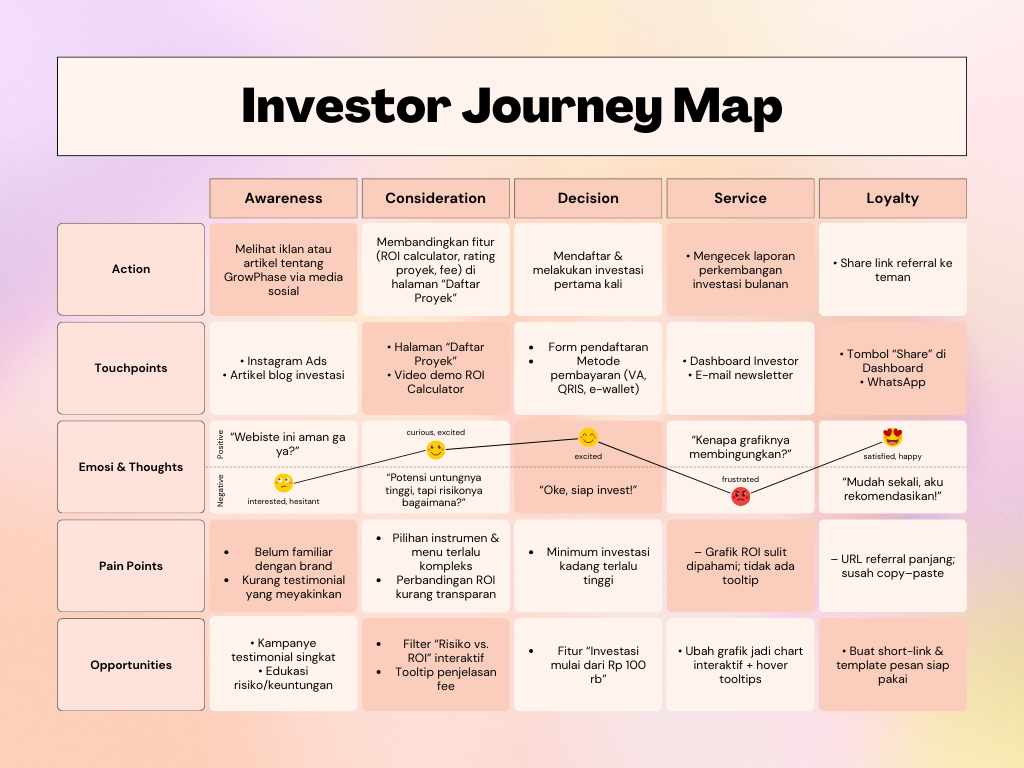 Investor Journey Map
Awareness
Consideration
Decision
Service
Loyalty
Action
Melihat iklan atau
artikel tentang
GrowPhase via media
sosial
Membandingkan fitur
(ROI calculator, rating
proyek, fee) di
halaman “Daftar
Proyek”
Mendaftar &
melakukan investasi
pertama kali
• Mengecek laporan
perkembangan
investasi bulanan
• Share link referral ke
teman
Touchpoints
• Instagram Ads
• Artikel blog investasi
• Halaman “Daftar
Proyek”
• Video demo ROI
Calculator
• Form pendaftaran
• Metode
pembayaran (VA,
QRIS, e-wallet)
• Dashboard Investor
• E-mail newsletter
• Tombol “Share” di
Dashboard
• WhatsApp
Emosi & Thoughts
Positive
Negative
“Webiste ini aman ga
ya?”
interested, hesitant
curious, excited
“Potensi untungnya
tinggi, tapi risikonya
bagaimana?”
excited
“Oke, siap invest!”
“Kenapa grafiknya
membingungkan?”
frustrated
satisfied, happy
“Mudah sekali, aku
rekomendasikan!”
Pain Points
• Belum familiar
dengan brand
• Kurang testimonial
yang meyakinkan
• Pilihan instrumen &
menu terlalu
kompleks
• Perbandingan ROI
kurang transparan
• Minimum investasi
kadang terlalu
tinggi
– Grafik ROI sulit
dipahami; tidak ada
tooltip
– URL referral panjang;
susah copy–paste
Opportunities
• Kampanye
testimonial singkat
• Edukasi
risiko/keuntungan
• Filter “Risiko vs.
ROI” interaktif
• Tooltip penjelasan
fee
• Fitur “Investasi
mulai dari Rp 100
rb”
• Ubah grafik jadi chart
interaktif + hover
tooltips
• Buat short-link &
template pesan siap
pakai